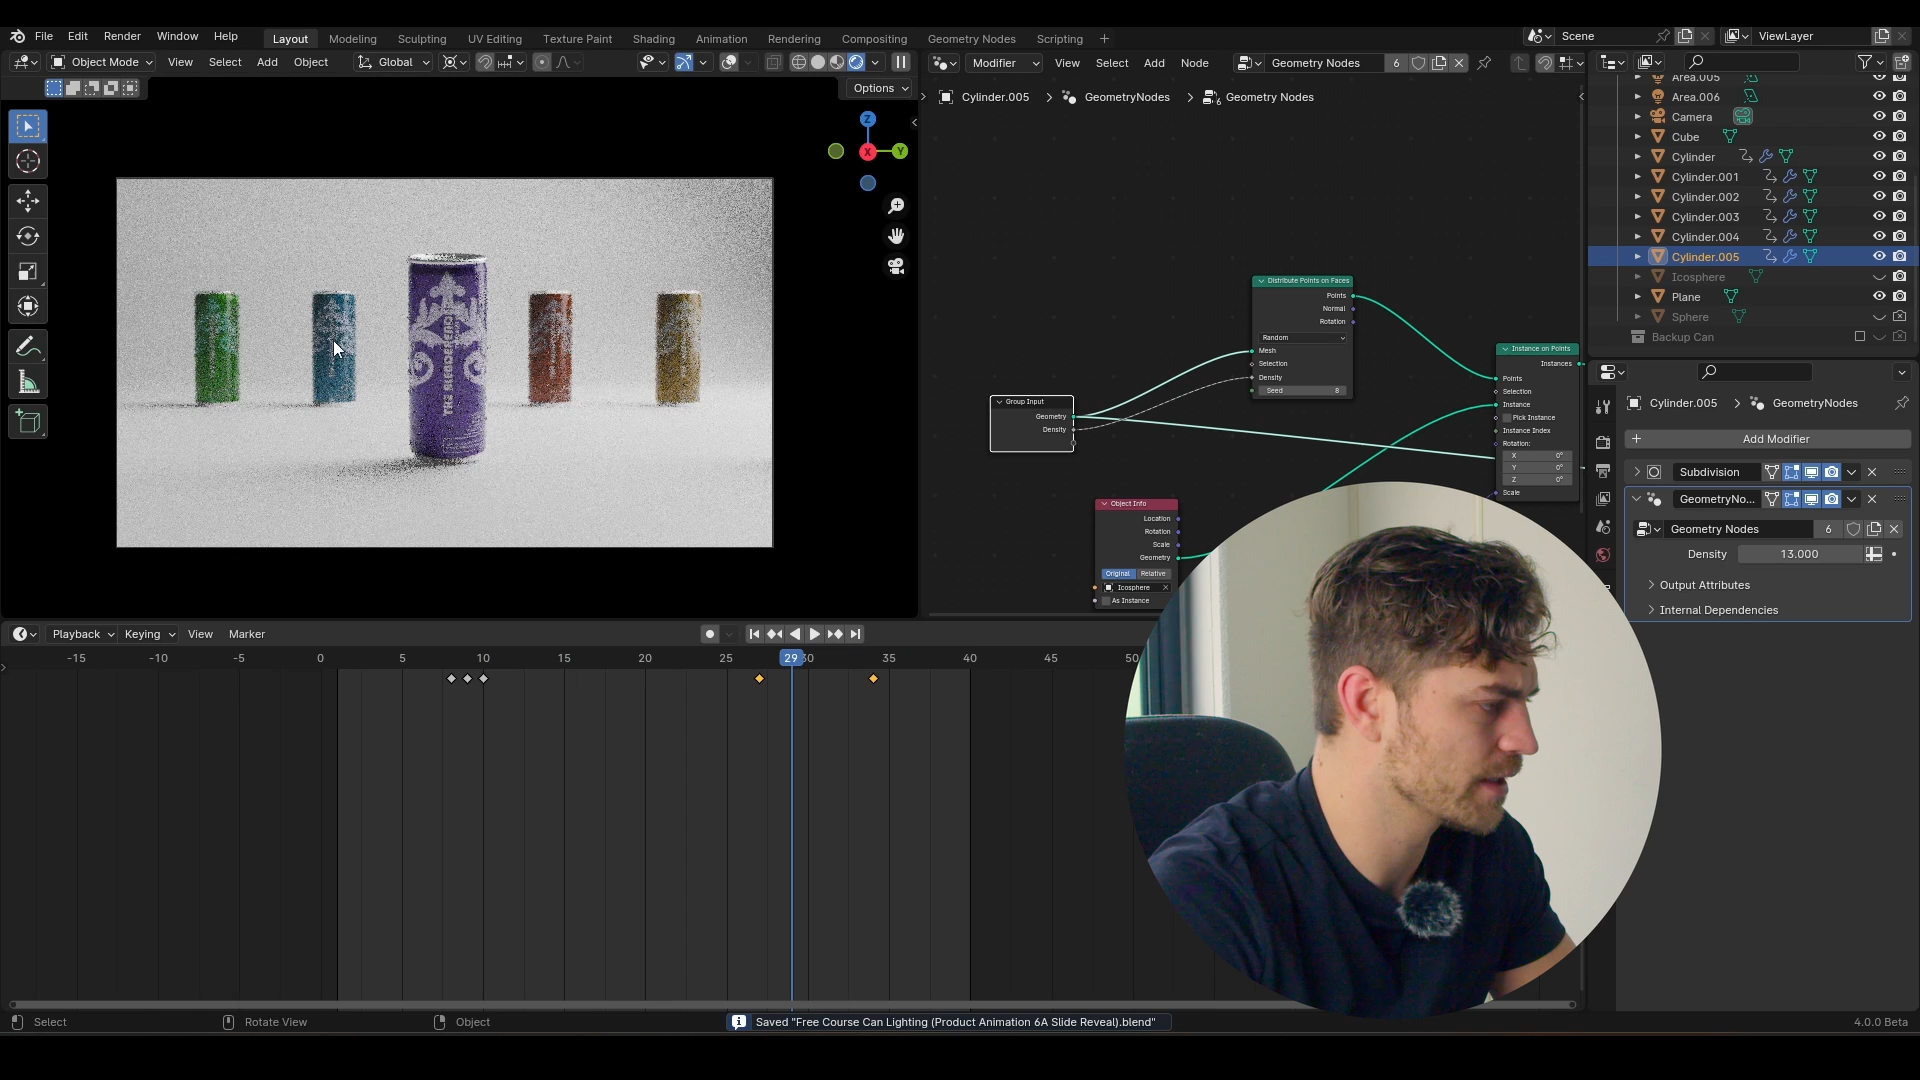 File Edit Render Window Help
Layout Modeling Sculpting UV Editing Texture Paint Shading Animation Rendering Compositing Geometry Nodes Scripting +
Scene
ViewLayer
Object Mode View Select Add Object Global
Options
Z
X
Y
Modifier View Select Add Node Geometry Nodes 6
Cylinder.005 > GeometryNodes > Geometry Nodes
Distribute Points on Faces
Points
Normal
Rotation
Random
Mesh
Selection
Density
Seed 8
Group Input
Geometry
Density
Object Info
Location
Rotation
Scale
Geometry
Original Relative
Icosphere
As Instance
Instance on Points
Instances
Points
Selection
Instance
Pick Instance
Instance Index
Rotation:
X 0°
Y 0°
Z 0°
Scale
Area.005
Area.006
Camera
Cube
Cylinder
Cylinder.001
Cylinder.002
Cylinder.003
Cylinder.004
Cylinder.005
Icosphere
Plane
Sphere
Backup Can
Cylinder.005 > GeometryNodes
Add Modifier
Subdivision
GeometryNo...
Geometry Nodes 6
Density 13.000
Output Attributes
Internal Dependencies
Playback Keying View Marker
-15 -10 -5 0 5 10 15 20 25 29 30 35 40 45 50
Select Rotate View Object
Saved "Free Course Can Lighting (Product Animation 6A Slide Reveal).blend"
4.0.0 Beta